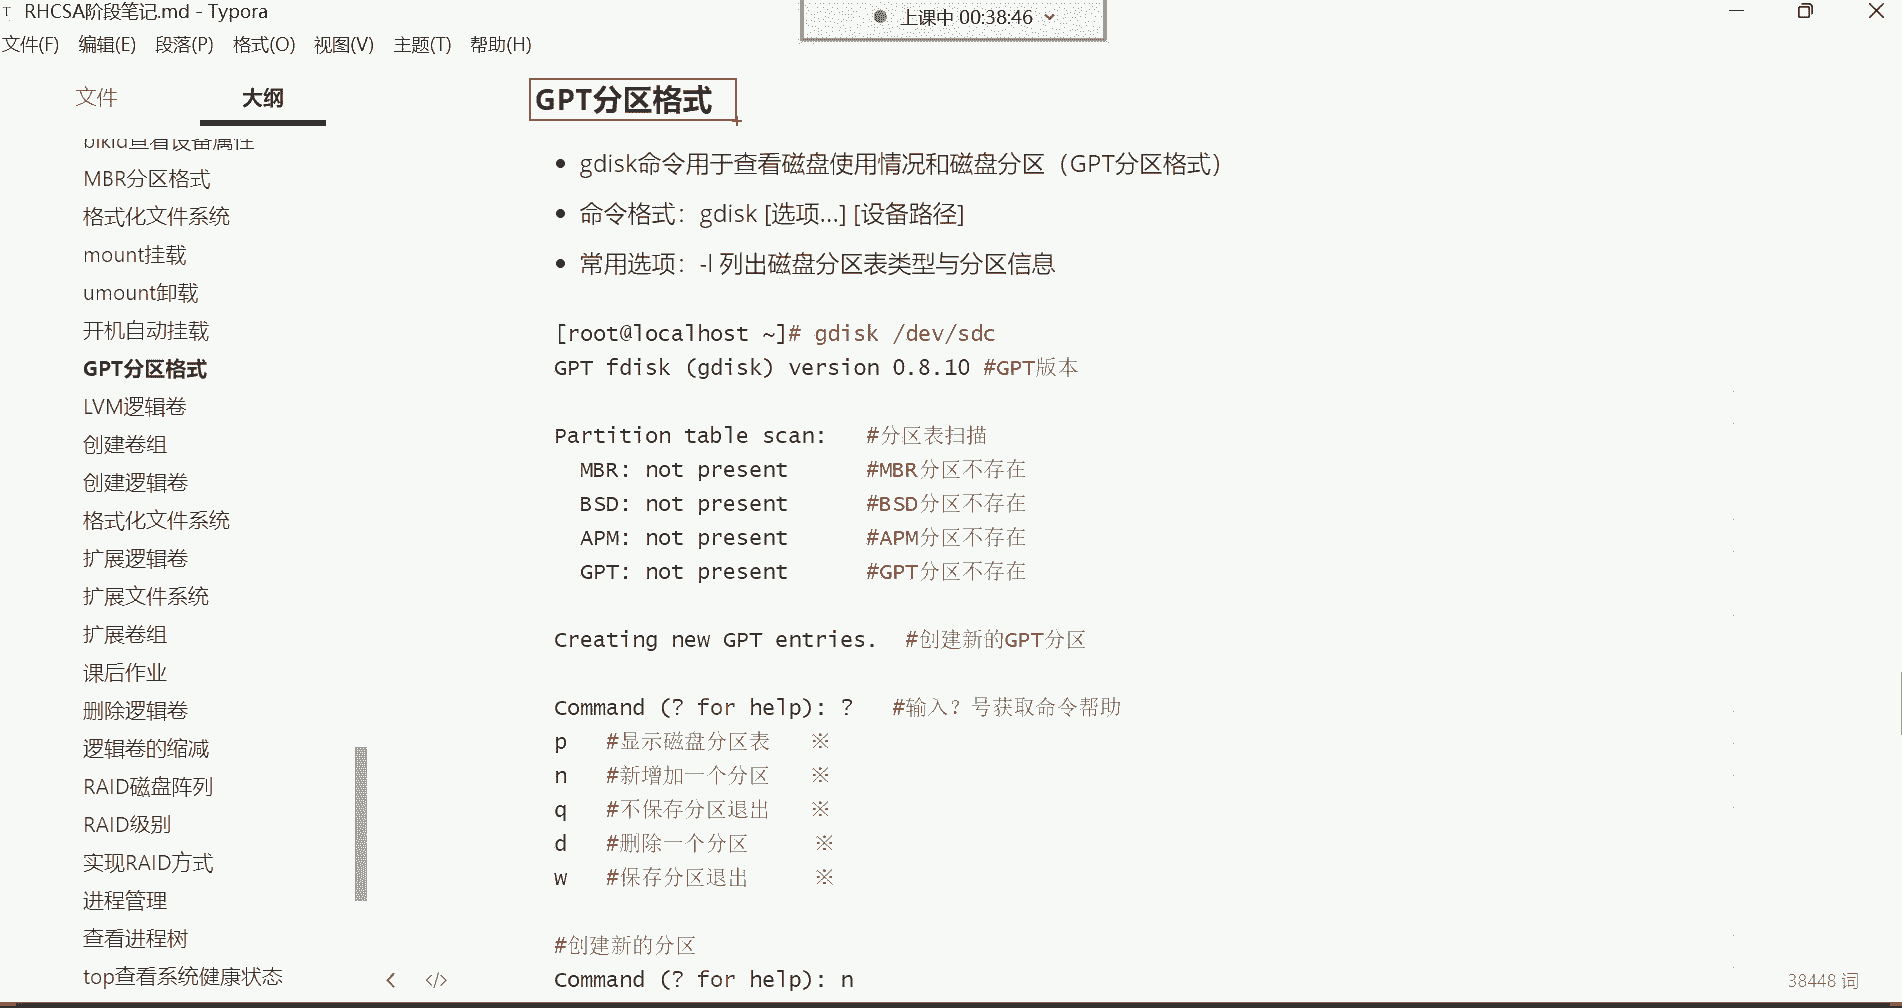 RHCSA阶段笔记.md - Typora
上课中 00:38:46
文件(F) 编辑(E) 段落(P) 格式(O) 视图(V) 主题(T) 帮助(H)
文件 大纲
blkid查看设备属性
MBR分区格式
格式化文件系统
mount挂载
umount卸载
开机自动挂载
GPT分区格式
LVM逻辑卷
创建卷组
创建逻辑卷
格式化文件系统
扩展逻辑卷
扩展文件系统
扩展卷组
课后作业
删除逻辑卷
逻辑卷的缩减
RAID磁盘阵列
RAID级别
实现RAID方式
进程管理
查看进程树
top查看系统健康状态
GPT分区格式
• gdisk命令用于查看磁盘使用情况和磁盘分区（GPT分区格式）
• 命令格式：gdisk [选项...] [设备路径]
• 常用选项：-l 列出磁盘分区表类型与分区信息
[root@localhost ~]# gdisk /dev/sdc
GPT fdisk (gdisk) version 0.8.10 #GPT版本
Partition table scan: #分区表扫描
MBR: not present #MBR分区不存在
BSD: not present #BSD分区不存在
APM: not present #APM分区不存在
GPT: not present #GPT分区不存在
Creating new GPT entries. #创建新的GPT分区
Command (? for help): ? #输入？号获取命令帮助
p #显示磁盘分区表 ※
n #新增加一个分区 ※
q #不保存分区退出 ※
d #删除一个分区 ※
w #保存分区退出 ※
#创建新的分区
Command (? for help): n
38448 词